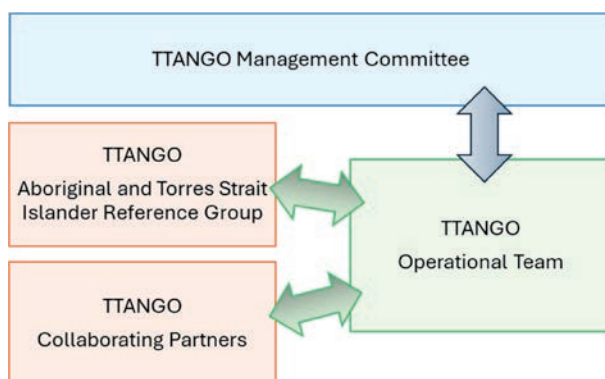 TTANGO Management Committee
TTANGO
Aboriginal and Torres Strait
Islander Reference Group
TTANGO
Operational Team
TTANGO
Collaborating Partners